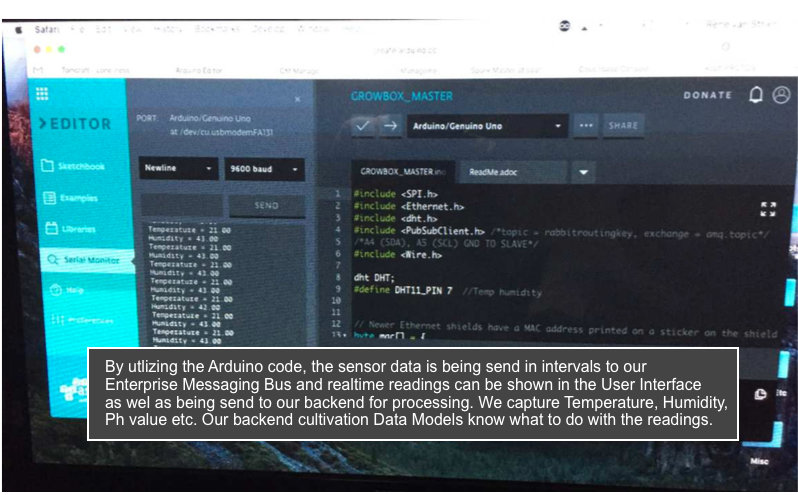 Safari
History
Bookmarks
Develop
Window
Arduino Editor
GROWBOX_MASTER
DONATE
>EDITOR
PORT: Arduino/Genuino Uno
at /dev/cu.usbmodemFA131
Arduino/Genuino Uno
SHARE
Sketchbook
Newline
9600 baud
GROWBOX_MASTER.ino
ReadMe.adoc
Examples
SEND
Libraries
Serial Monitor
Help
Preferences
Temperature = 21.00
Humidity = 43.00
Temperature = 21.00
Humidity = 43.00
Temperature = 21.00
Humidity = 43.00
Temperature = 21.00
Humidity = 43.00
Temperature = 21.00
Humidity = 42.00
Temperature = 21.00
Humidity = 43.00
Temperature = 21.00
Humidity = 43.00
1 #include <SPI.h>
2 #include <Ethernet.h>
3 #include <dht.h>
4 #include <PubSubClient.h> /*topic = rabbitroutingkey, exchange = amq.topic*/
5 /*A4 (SDA), A5 (SCL) GND TO SLAVE*/
6 #include <Wire.h>
7
8 dht DHT;
9 #define DHT11_PIN 7 //Temp humidity
10
11
12 // Newer Ethernet shields have a MAC address printed on a sticker on the shield
13 byte mac[] = {
By utlizing the Arduino code, the sensor data is being send in intervals to our
Enterprise Messaging Bus and realtime readings can be shown in the User Interface
as wel as being send to our backend for processing. We capture Temperature, Humidity,
Ph value etc. Our backend cultivation Data Models know what to do with the readings.
Etc
Misc